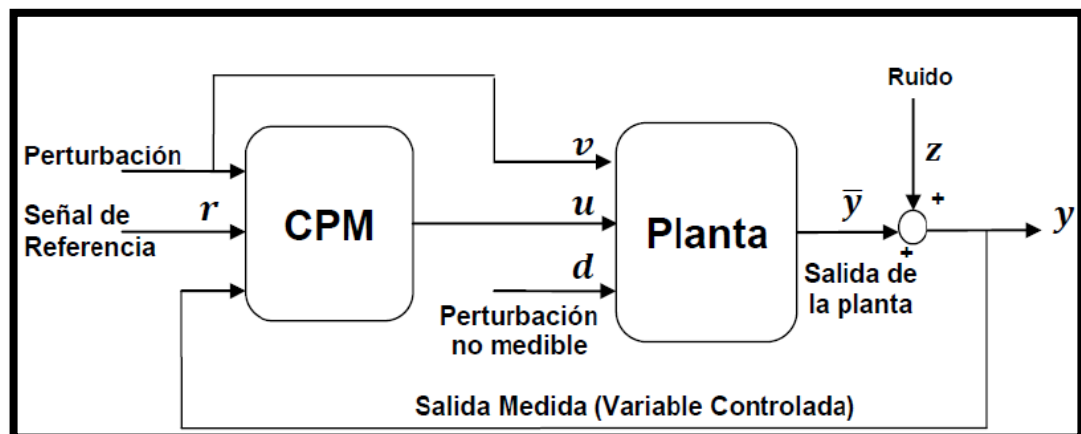 Ruido
Perturbación
v
z
Señal de
Referencia
r
CPM
u
Planta
y̅
+
y
+
d
Salida de
la planta
Perturbación
no medible
Salida Medida (Variable Controlada)